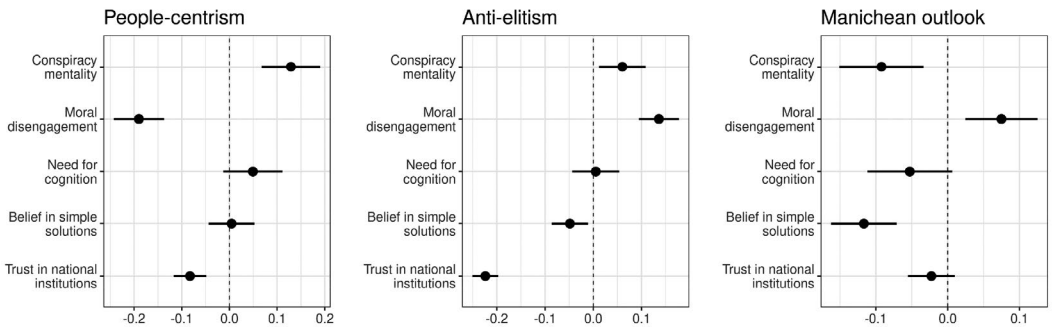 People-centrism
Conspiracy
mentality
Moral
disengagement
Need for
cognition
Belief in simple
solutions
Trust in national
institutions
-0.2 -0.1 0.0 0.1 0.2
Anti-elitism
Conspiracy
mentality
Moral
disengagement
Need for
cognition
Belief in simple
solutions
Trust in national
institutions
-0.2 -0.1 0.0 0.1
Manichean outlook
Conspiracy
mentality
Moral
disengagement
Need for
cognition
Belief in simple
solutions
Trust in national
institutions
-0.1 0.0 0.1